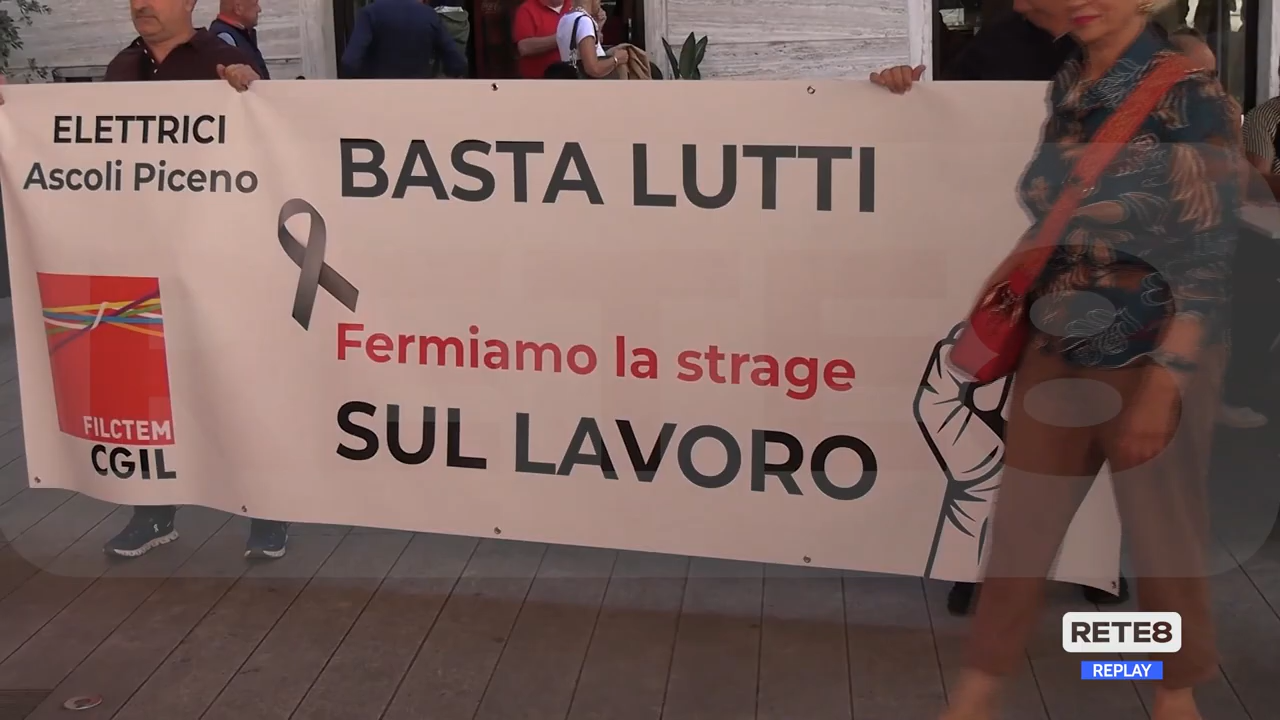 ELETTRICI
Ascoli Piceno
BASTA LUTTI
Fermiamo la strage
SUL LAVORO
FILCTEM
CGIL
RETE8
REPLAY